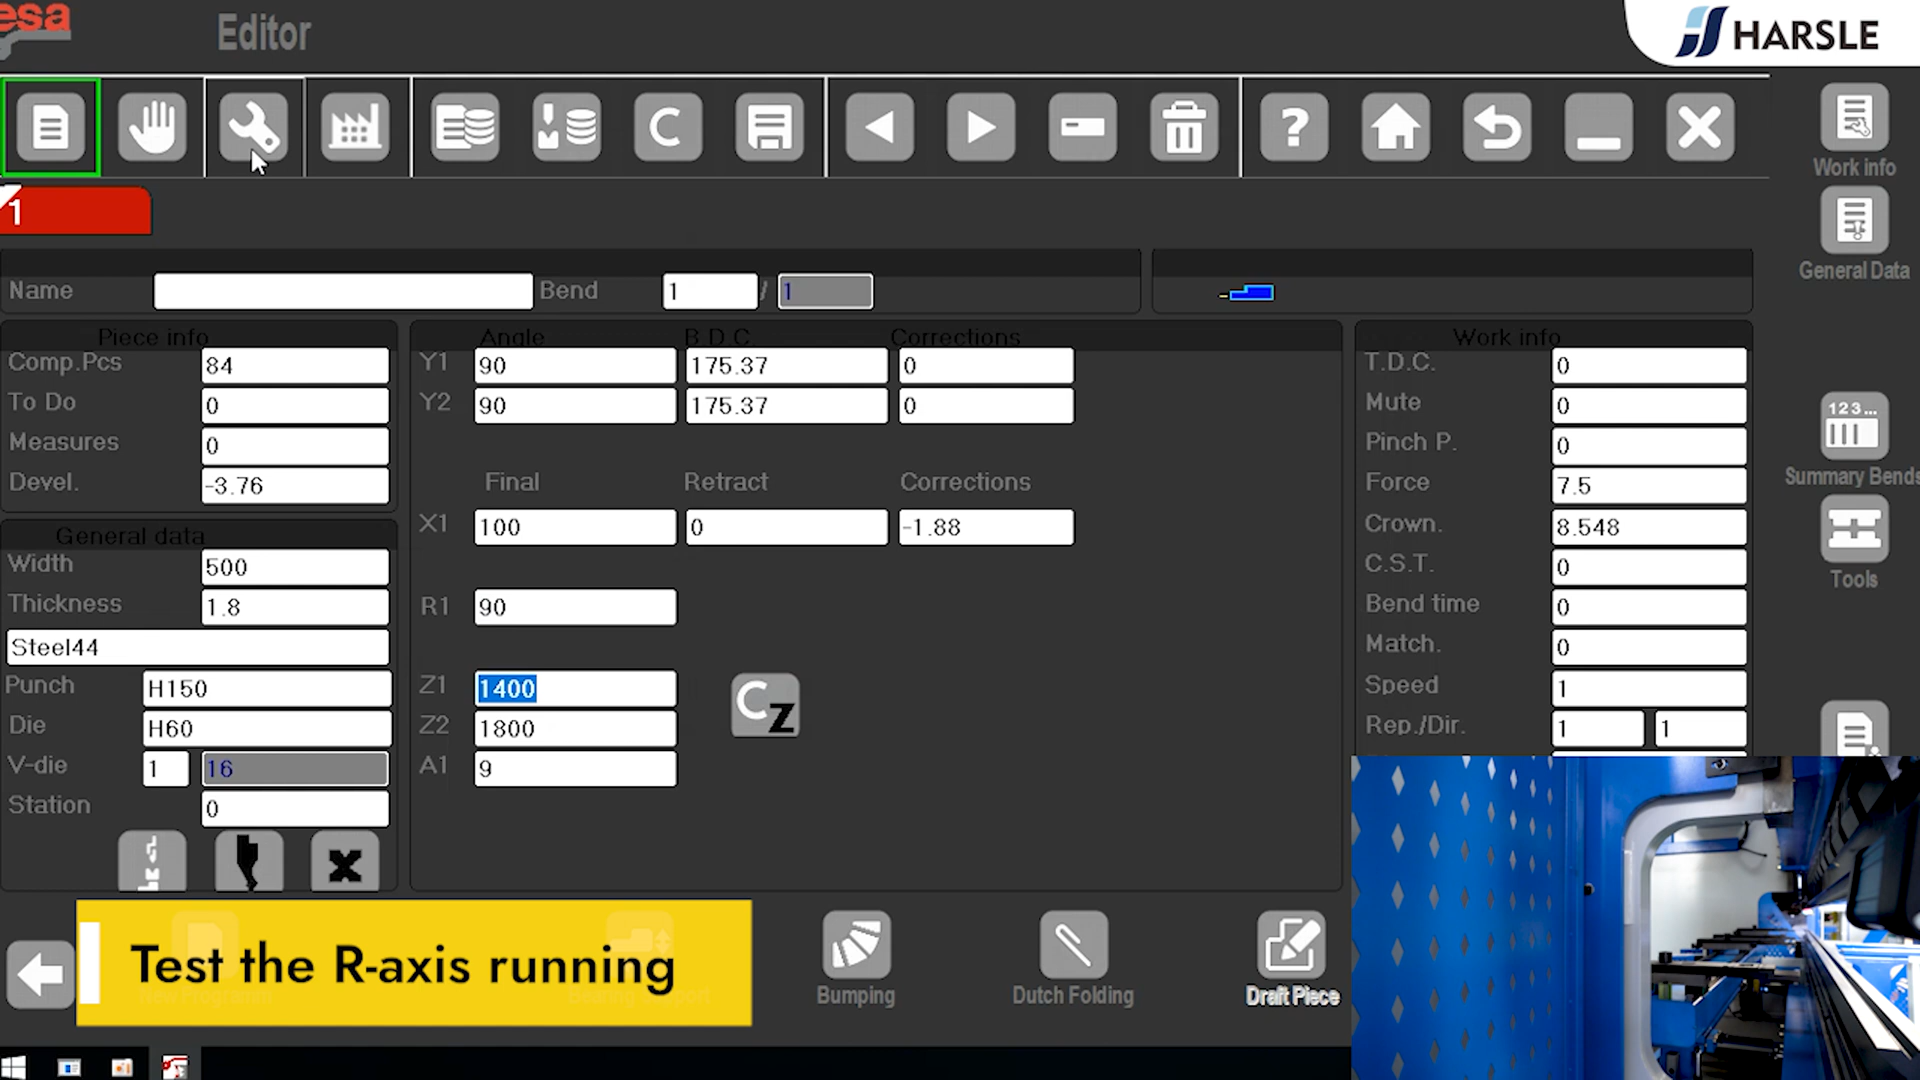 esa
Editor
HARSLE
C
?
Work info
General Data
1
Name
Bend
1
/
1
Piece info
Angle
B.D.C
Corrections
Work info
Comp.Pcs
84
Y1
90
175.37
0
T.D.C.
0
To Do
0
Y2
90
175.37
0
Mute
0
Measures
0
Pinch P.
0
123...
Summary Bends
Devel.
-3.76
Final
Retract
Corrections
Force
7.5
General data
X1
100
0
-1.88
Crown.
8.548
Width
500
C.S.T.
0
Tools
Thickness
1.8
R1
90
Bend time
0
Steel44
Match.
0
Punch
H150
Z1
1400
Cz
Speed
1
Die
H60
Z2
1800
Rep./Dir.
1
1
V-die
1
16
A1
9
Station
0
Test the R-axis running
Bumping
Dutch Folding
Draft Piece